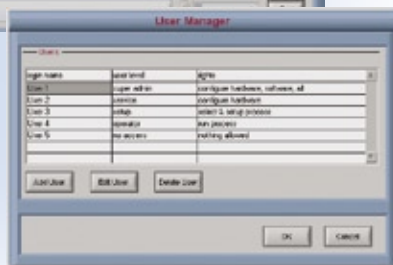 User Manager
Users
login name user level rights
User 1 super admin configure hardware, software, all
User 2 service configure hardware
User 3 setup select & setup process
User 4 operator run process
User 5 no access nothing allowed
Add User Edit User Delete User
OK Cancel